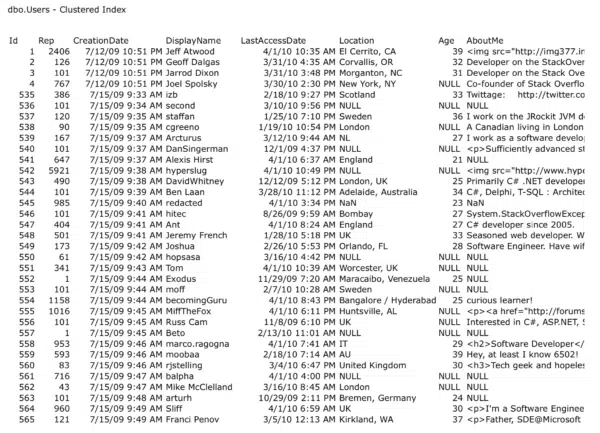 dbo.Users - Clustered Index
Id Rep CreationDate DisplayName LastAccessDate Location Age AboutMe
1 2406 7/12/09 10:51 PM Jeff Atwood 4/1/10 10:35 AM El Cerrito, CA 39 <img src="http://img377.in
2 126 7/12/09 10:51 PM Geoff Dalgas 3/31/10 4:35 AM Corvallis, OR 32 Developer on the StackOverf
3 101 7/12/09 10:51 PM Jarrod Dixon 3/31/10 3:48 PM Morganton, NC 31 Developer on the Stack Ove
4 767 7/12/09 10:51 PM Joel Spolsky 3/30/10 2:30 PM New York, NY NULL Co-founder of Stack Overflo
535 386 7/15/09 9:33 AM izb 2/18/10 9:27 PM Scotland 33 Twittage: http://twitter.co
536 101 7/15/09 9:34 AM second 3/10/10 9:56 PM NULL NULL NULL
537 120 7/15/09 9:35 AM staffan 1/25/10 7:10 PM Sweden 36 I work on the JRockit JVM d
538 90 7/15/09 9:35 AM cgreeno 1/19/10 10:54 PM London NULL A Canadian living in London
539 167 7/15/09 9:37 AM Arcturus 3/12/10 9:44 AM NL 27 I work as a software develo
540 101 7/15/09 9:37 AM DanSingerman 12/1/09 4:37 PM NULL NULL <p>Sufficiently advanced st
541 647 7/15/09 9:37 AM Alexis Hirst 4/1/10 6:37 AM England 21 NULL
542 5921 7/15/09 9:38 AM hyperslug 4/1/10 10:49 PM NULL NULL <img src="http://www.hype
543 490 7/15/09 9:38 AM DavidWhitney 12/12/09 5:12 PM London, UK 25 Primarily C# .NET developer
544 101 7/15/09 9:39 AM Ben Laan 3/28/10 11:12 PM Adelaide, Australia 34 C#, Delphi, T-SQL : Architec
545 985 7/15/09 9:40 AM redacted 4/1/10 3:34 PM NaN 23 NaN
546 101 7/15/09 9:41 AM hitec 8/26/09 9:59 AM Bombay 27 System.StackOverflowExcep
547 404 7/15/09 9:41 AM Ant 4/1/10 8:24 AM England 27 C# developer since 2005.
548 501 7/15/09 9:41 AM Jeremy French 1/28/10 5:18 PM UK 33 Seasoned web developer. W
549 173 7/15/09 9:42 AM Joshua 2/26/10 5:53 PM Orlando, FL 28 Software Engineer. Have wif
550 61 7/15/09 9:42 AM hopsasa 3/16/10 4:42 PM NULL NULL NULL
551 341 7/15/09 9:43 AM Tom 4/1/10 10:39 AM Worcester, UK NULL NULL
552 1 7/15/09 9:44 AM Exodus 11/29/09 7:20 AM Maracaibo, Venezuela 25 NULL
553 101 7/15/09 9:44 AM moff 2/7/10 10:28 AM Sweden NULL NULL
554 1158 7/15/09 9:44 AM becomingGuru 4/1/10 8:43 PM Bangalore / Hyderabad 25 curious learner!
555 1016 7/15/09 9:45 AM MiffTheFox 4/1/10 6:11 PM Huntsville, AL NULL <p><a href="http://forums
556 101 7/15/09 9:45 AM Russ Cam 11/8/09 6:10 PM UK NULL Interested in C#, ASP.NET, S
557 1 7/15/09 9:45 AM Beto 2/13/10 11:01 AM NULL NULL NULL
558 953 7/15/09 9:46 AM marco.ragogna 4/1/10 7:41 PM IT 29 <h2>Software Developer</
559 593 7/15/09 9:46 AM moobaa 2/18/10 7:14 AM AU 39 Hey, at least I know 6502!
560 83 7/15/09 9:46 AM rjstelling 3/4/10 6:47 PM United Kingdom 30 <h3>Tech geek and hopeles
561 716 7/15/09 9:47 AM balpha 4/1/10 4:00 PM NULL NULL NULL
562 43 7/15/09 9:47 AM Mike McClelland 3/16/10 8:45 AM London NULL NULL
563 101 7/15/09 9:48 AM arturh 10/29/09 2:11 PM Bremen, Germany 24 NULL
564 960 7/15/09 9:49 AM Sliff 4/1/10 6:59 AM UK 30 <p>I'm a Software Enginee
565 121 7/15/09 9:49 AM Franci Penov 3/5/10 12:13 AM Kirkland, WA 37 <p>Father, SDE@Microsoft